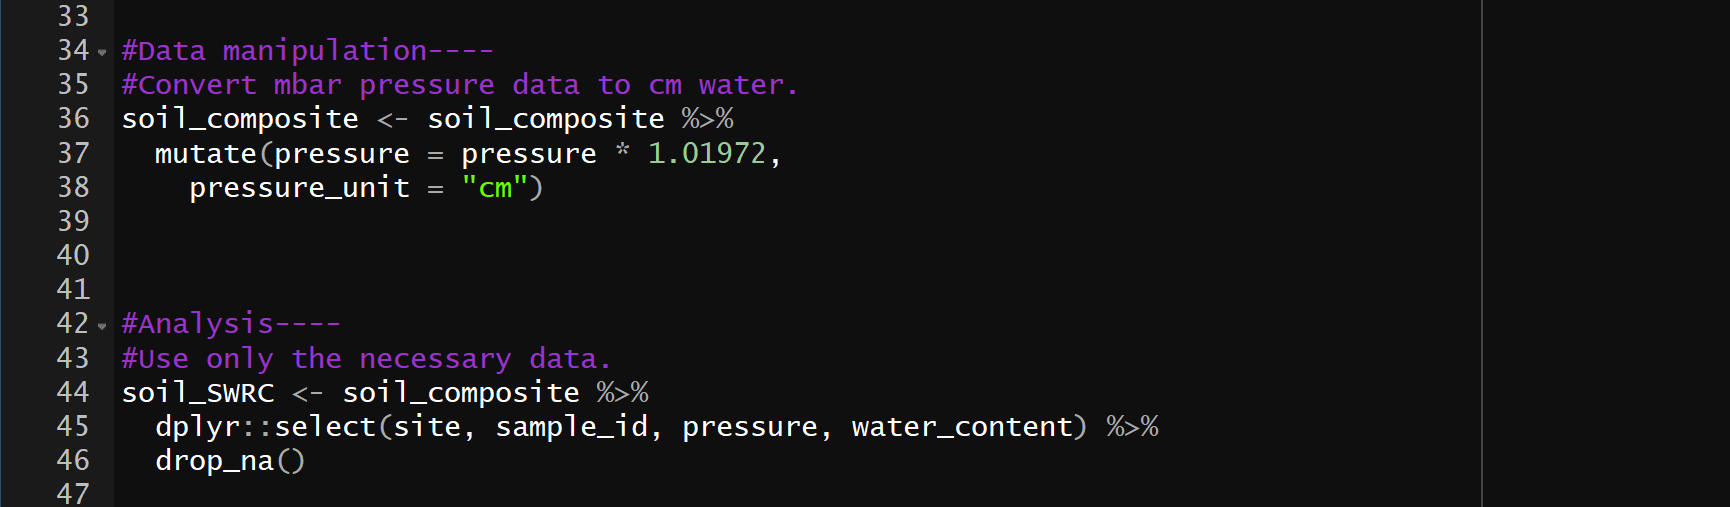 33
34 #Data manipulation----
35 #Convert mbar pressure data to cm water.
36 soil_composite <- soil_composite %>%
37   mutate(pressure = pressure * 1.01972,
38     pressure_unit = "cm")
39
40
41
42 #Analysis----
43 #Use only the necessary data.
44 soil_SWRC <- soil_composite %>%
45   dplyr::select(site, sample_id, pressure, water_content) %>%
46   drop_na()
47